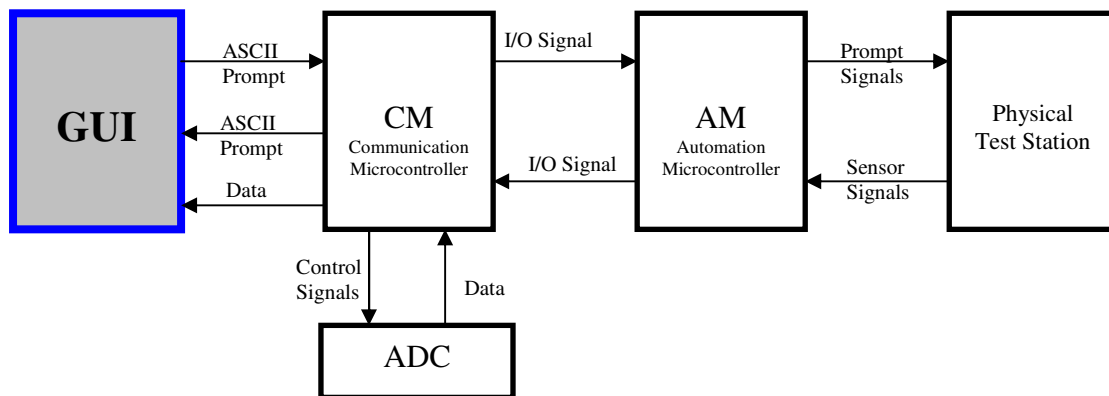 GUI
ASCII
Prompt
ASCII
Prompt
Data
CM
Communication
Microcontroller
I/O Signal
I/O Signal
AM
Automation
Microcontroller
Prompt
Signals
Sensor
Signals
Physical
Test Station
Control
Signals
Data
ADC